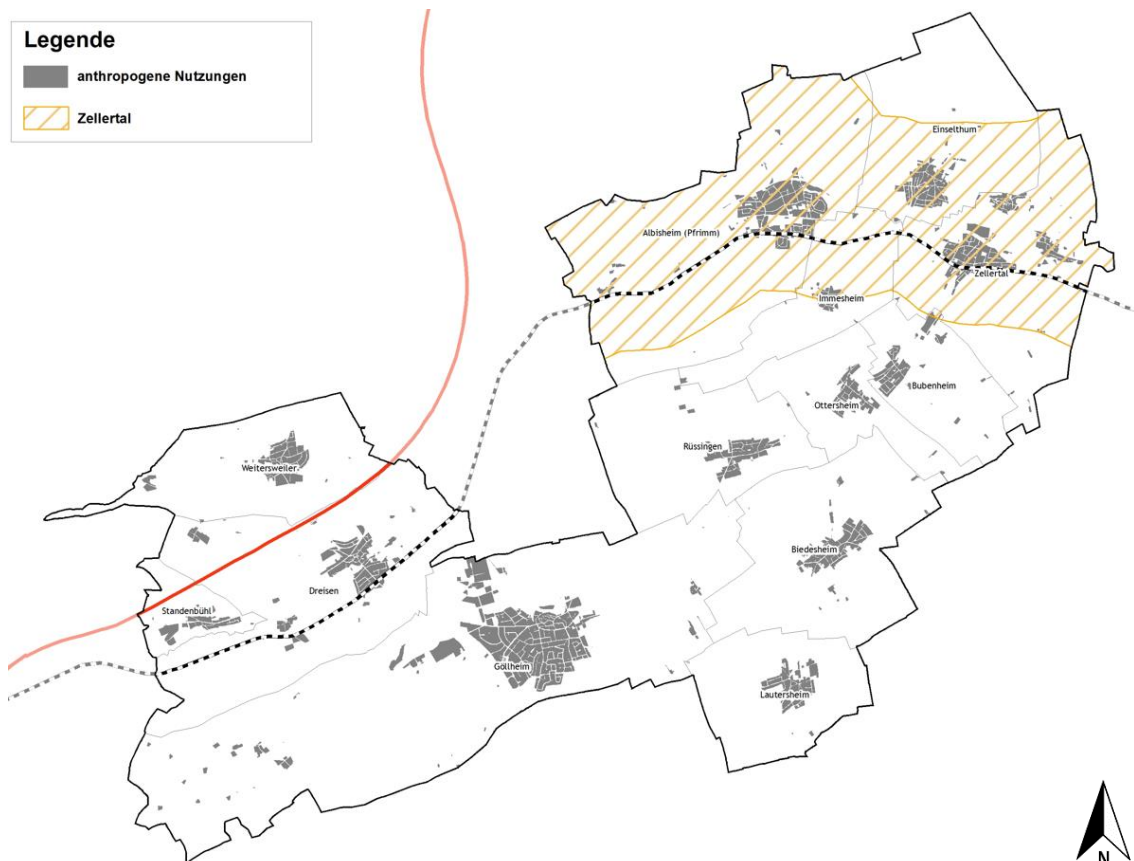 Legende
anthropogene Nutzungen
Zellertal
Einselthum
Albisheim (Pfrimm)
Zellertal
Immesheim
Bubenheim
Ottersheim
Rüssingen
Weitersweiler
Biedesheim
Dreisen
Standenbühl
Göllheim
Lautersheim
N